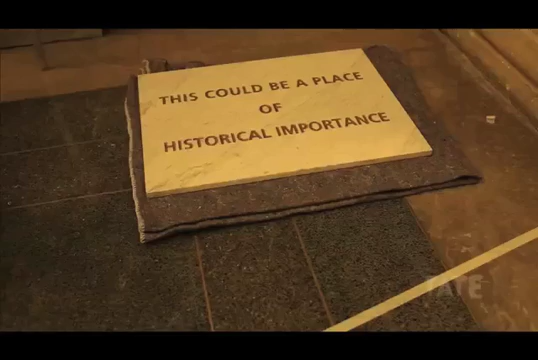 THIS COULD BE A PLACE
OF
HISTORICAL IMPORTANCE
TATE